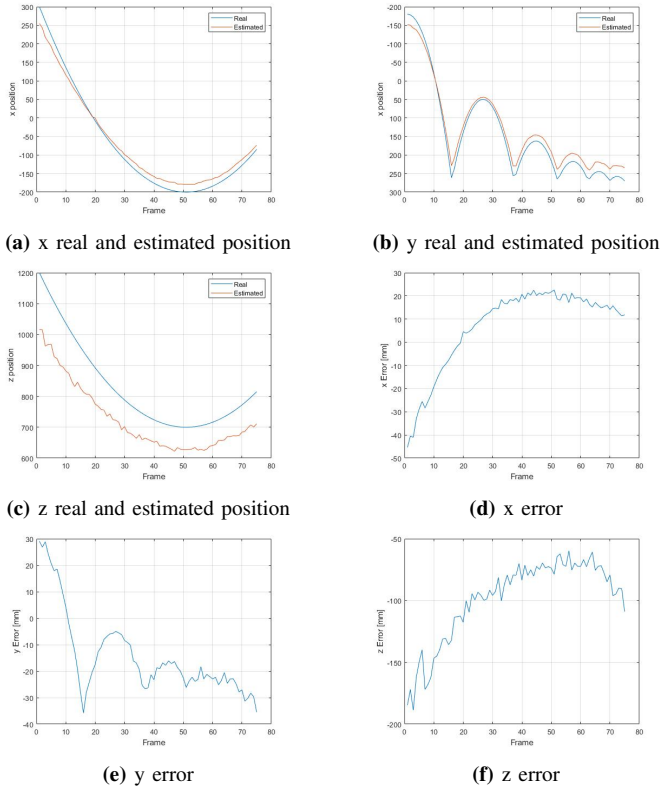 300
250
200
150
100
50
0
-50
-100
-150
-200
0 10 20 30 40 50 60 70 80
x position
Frame
Real
Estimated
-200
-150
-100
-50
0
50
100
150
200
250
300
0 10 20 30 40 50 60 70 80
x position
Frame
Real
Estimated
(a) x real and estimated position
(b) y real and estimated position
1200
1100
1000
900
800
700
600
0 10 20 30 40 50 60 70 80
z position
Frame
Real
Estimated
30
20
10
0
-10
-20
-30
-40
-50
0 10 20 30 40 50 60 70 80
x Error [mm]
Frame
(c) z real and estimated position
(d) x error
30
20
10
0
-10
-20
-30
-40
0 10 20 30 40 50 60 70 80
y Error [mm]
Frame
-50
-100
-150
-200
0 10 20 30 40 50 60 70 80
z Error [mm]
Frame
(e) y error
(f) z error